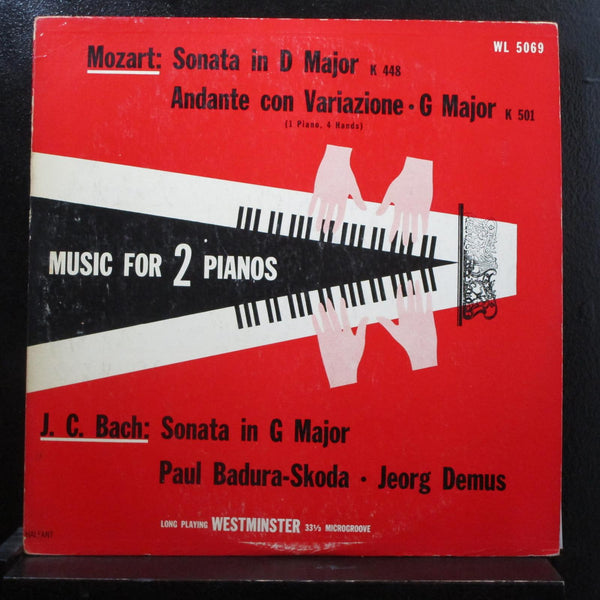 WL 5069
Mozart: Sonata in D Major K 448
Andante con Variazione • G Major K 501
(1 Piano, 4 Hands)
MUSIC FOR 2 PIANOS
J. C. Bach: Sonata in G Major
Paul Badura-Skoda • Jeorg Demus
LONG PLAYING WESTMINSTER 33⅓ MICROGROOVE